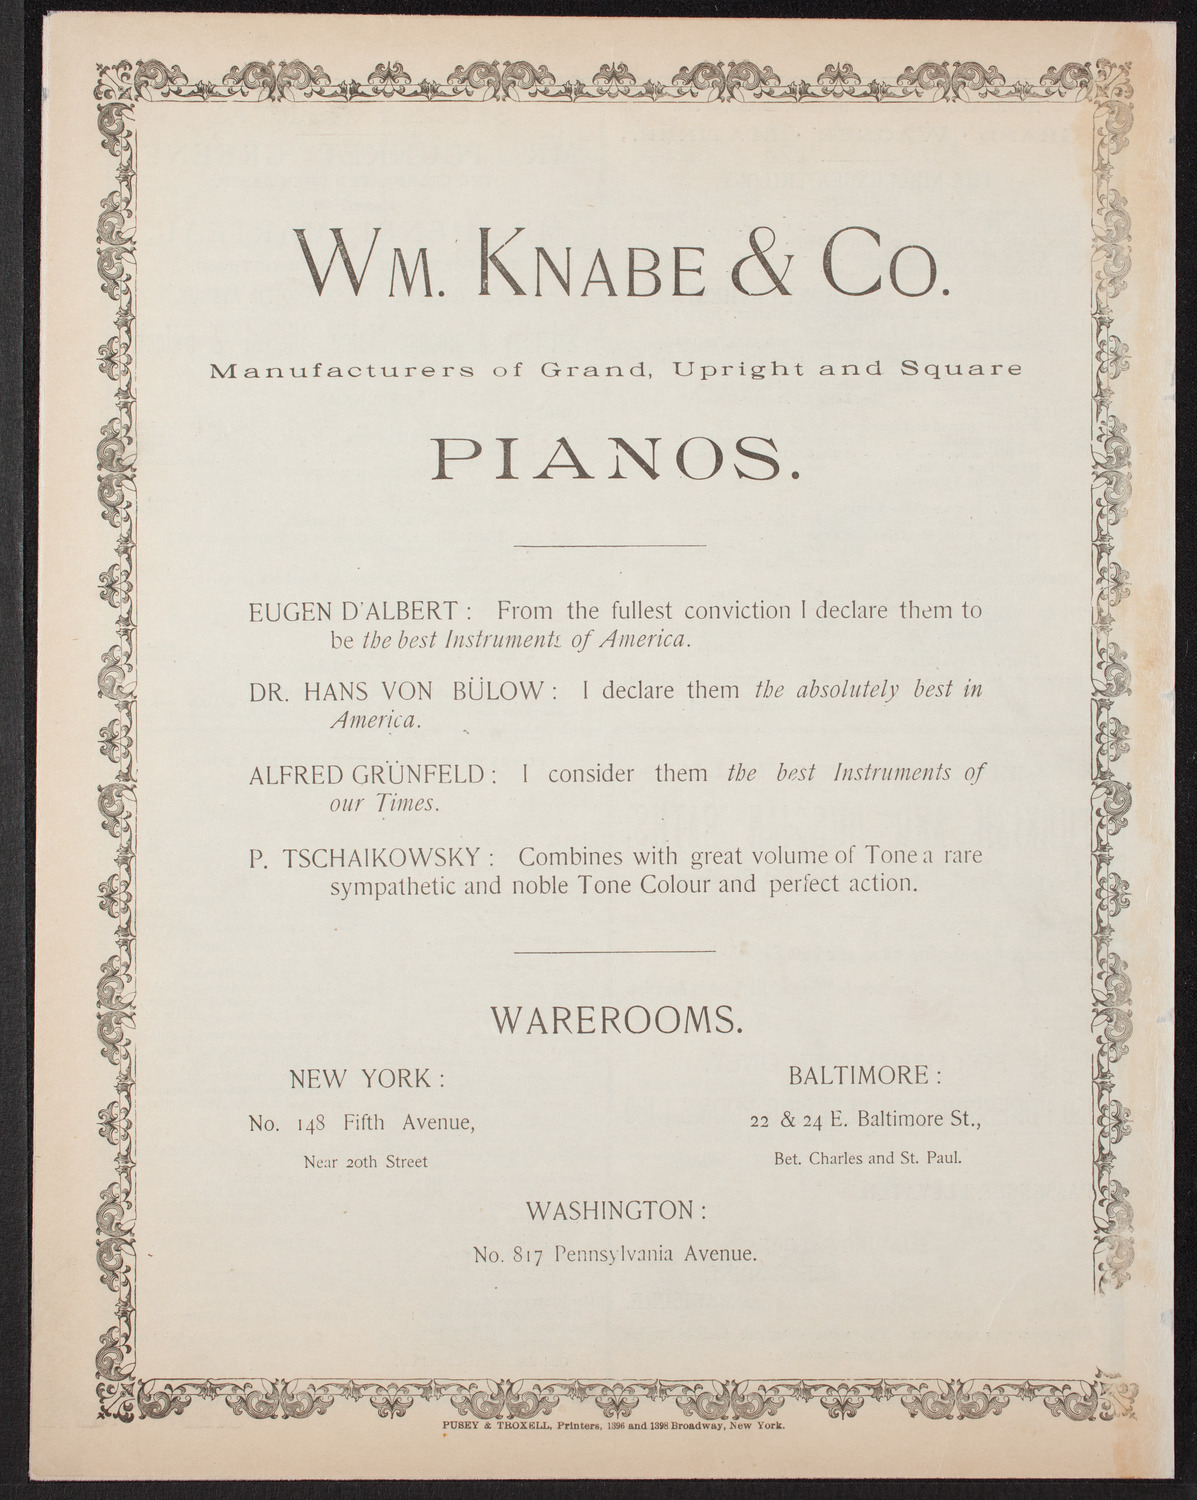 WM. KNABE & CO.
Manufacturers of Grand, Upright and Square
PIANOS.
EUGEN D'ALBERT : From the fullest conviction I declare them to
be the best Instruments of America.
DR. HANS VON BÜLOW : I declare them the absolutely best in
America.
ALFRED GRÜNFELD : I consider them the best Instruments of
our Times.
P. TSCHAIKOWSKY : Combines with great volume of Tone a rare
sympathetic and noble Tone Colour and perfect action.
WAREROOMS.
NEW YORK :
No. 148 Fifth Avenue,
Near 20th Street
BALTIMORE :
22 & 24 E. Baltimore St.,
Bet. Charles and St. Paul.
WASHINGTON :
No. 817 Pennsylvania Avenue.
PUSEY & TROXELL, Printers, 1396 and 1398 Broadway, New York.